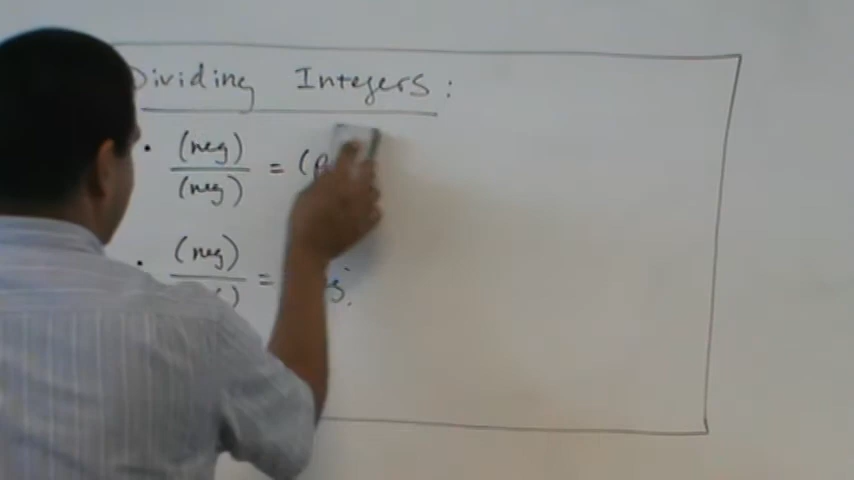 Dividing Integers:
• (neg)/(neg) = (
• (neg)
=